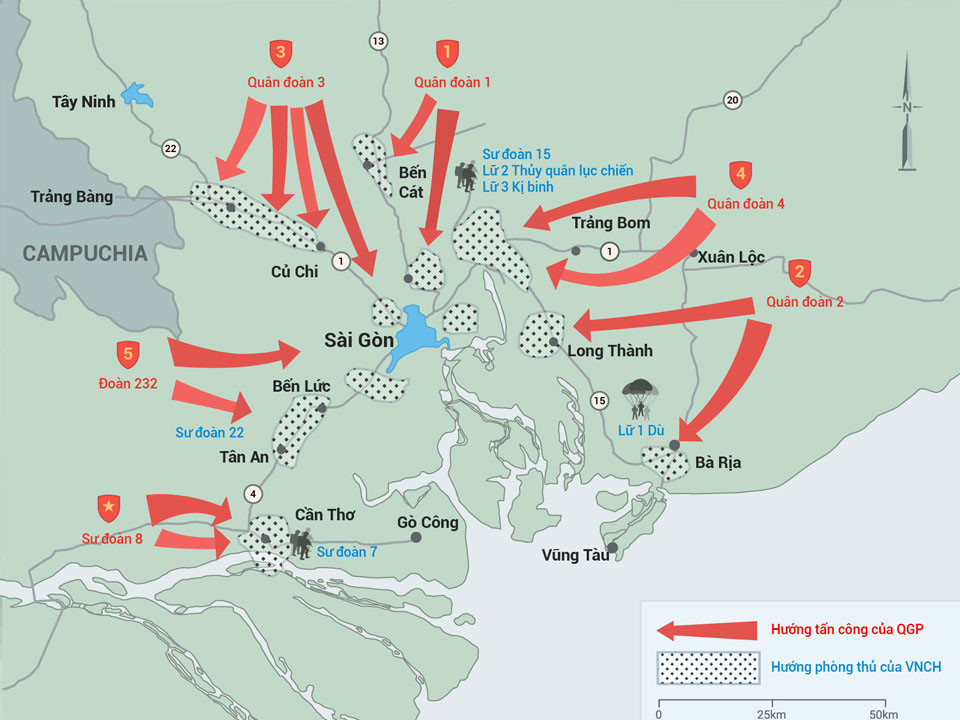 13
3
Quân đoàn 3
1
Quân đoàn 1
20
Tây Ninh
22
Sư đoàn 15
Lữ 2 Thủy quân lục chiến
Lữ 3 Kị binh
Bến
Cát
4
Quân đoàn 4
Trảng Bàng
Trảng Bom
1
CAMPUCHIA
Củ Chi
1
Xuân Lộc
2
Quân đoàn 2
Sài Gòn
Long Thành
5
Đoàn 232
Bến Lức
15
Lữ 1 Dù
Sư đoàn 22
Tân An
Bà Rịa
4
Sư đoàn 8
Cần Thơ
Gò Công
Sư đoàn 7
Vũng Tàu
N
Hướng tấn công của QGP
Hướng phòng thủ của VNCH
0 25km 50km